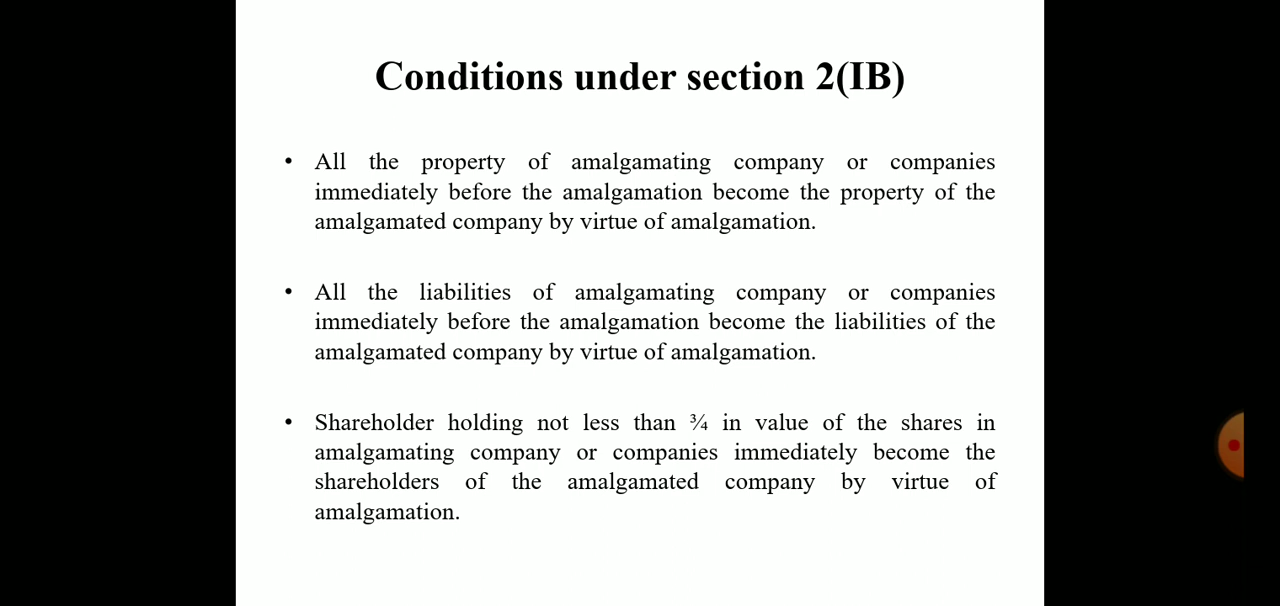 Conditions under section 2(IB)
• All the property of amalgamating company or companies
immediately before the amalgamation become the property of the
amalgamated company by virtue of amalgamation.
• All the liabilities of amalgamating company or companies
immediately before the amalgamation become the liabilities of the
amalgamated company by virtue of amalgamation.
• Shareholder holding not less than ¾ in value of the shares in
amalgamating company or companies immediately become the
shareholders of the amalgamated company by virtue of
amalgamation.